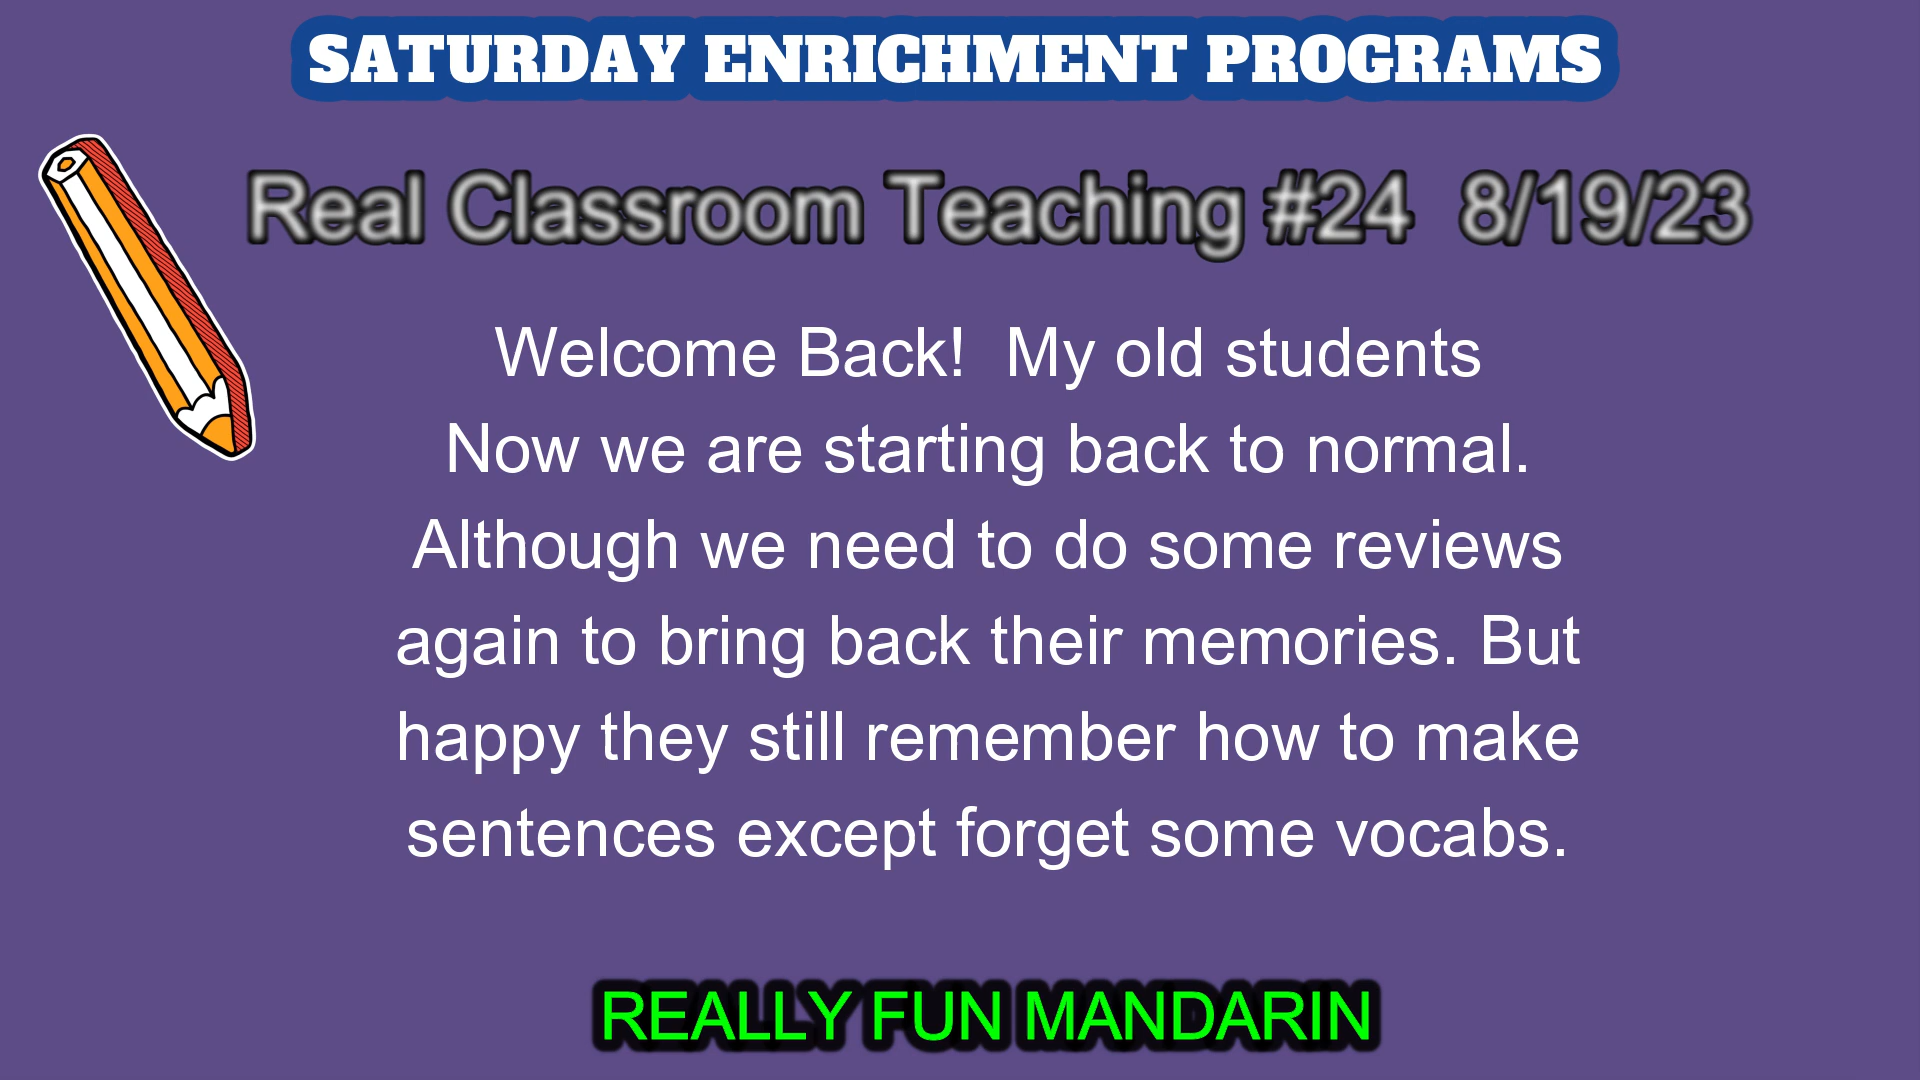 SATURDAY ENRICHMENT PROGRAMS
Real Classroom Teaching #24  8/19/23
Welcome Back!  My old students
Now we are starting back to normal.
Although we need to do some reviews
again to bring back their memories. But
happy they still remember how to make
sentences except forget some vocabs.
REALLY FUN MANDARIN